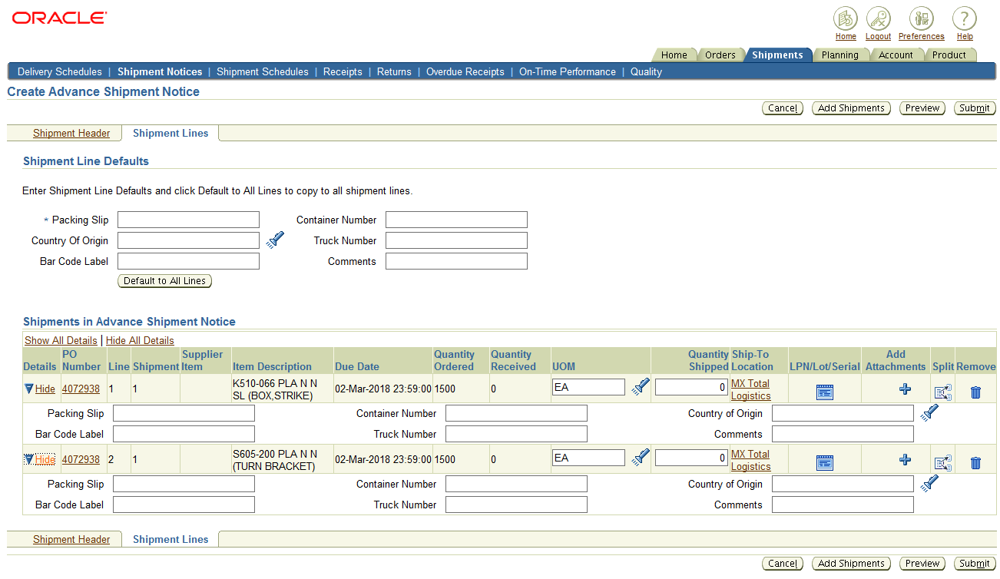 ORACLE
Home Logout Preferences Help
Home Orders Shipments Planning Account Product
Delivery Schedules | Shipment Notices | Shipment Schedules | Receipts | Returns | Overdue Receipts | On-Time Performance | Quality
Create Advance Shipment Notice
Cancel Add Shipments Preview Submit
Shipment Header Shipment Lines
Shipment Line Defaults
Enter Shipment Line Defaults and click Default to All Lines to copy to all shipment lines.
* Packing Slip Container Number
Country Of Origin Truck Number
Bar Code Label Comments
Default to All Lines
Shipments in Advance Shipment Notice
Show All Details | Hide All Details
Details PO Number Line Shipment Supplier Item Item Description Due Date Quantity Ordered Quantity Received UOM Quantity Shipped Ship-To Location LPN/Lot/Serial Add Attachments Split Remove
Hide 4072938 1 1 K510-066 PLA N N SL (BOX,STRIKE) 02-Mar-2018 23:59:00 1500 0 EA 0 MX Total Logistics
Packing Slip Container Number Country of Origin
Bar Code Label Truck Number Comments
Hide 4072938 2 1 S605-200 PLA N N (TURN BRACKET) 02-Mar-2018 23:59:00 1500 0 EA 0 MX Total Logistics
Packing Slip Container Number Country of Origin
Bar Code Label Truck Number Comments
Shipment Header Shipment Lines
Cancel Add Shipments Preview Submit